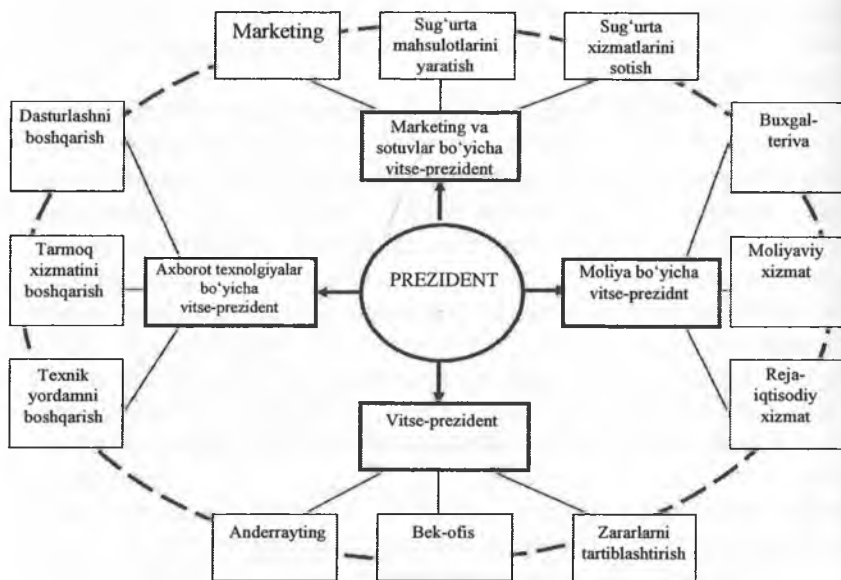 Marketing
Sug‘urta
mahsulotlarini
yaratish
Sug‘urta
xizmatlarini
sotish
Dasturlashni
boshqarish
Marketing va
sotuvlar bo‘yicha
vitse-prezident
Buxgal-
teriva
Tarmoq
xizmatini
boshqarish
Axborot texnolgiyalar
bo‘yicha
vitse-prezident
PREZIDENT
Moliya bo‘yicha
vitse-prezidnt
Moliyaviy
xizmat
Texnik
yordamni
boshqarish
Vitse-prezident
Reja-
iqtisodiy
xizmat
Anderrayting
Bek-ofis
Zararlarni
tartiblashtirish